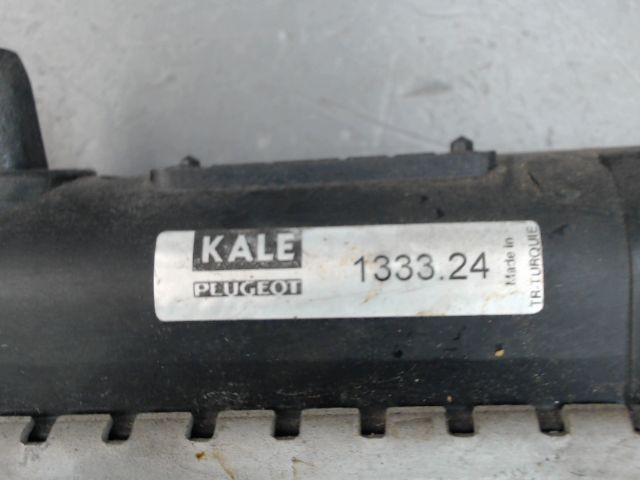 KALE
PEUGEOT
1333.24
Made in
TR-TURQUIE